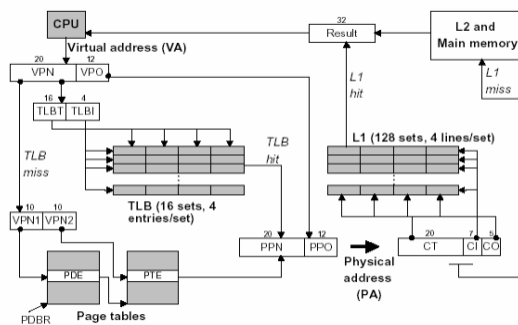 CPU
32
Result
L2 and
Main memory
Virtual address (VA)
20 12
VPN VPO
L1
hit
L1
miss
16 4
TLBT TLBI
TLB
hit
L1 (128 sets, 4 lines/set)
TLB
miss
TLB (16 sets, 4
entries/set)
10 10
VPN1 VPN2
20 12
PPN PPO
20 7 5
CT CI CO
Physical
address
(PA)
PDE
PTE
PDBR
Page tables